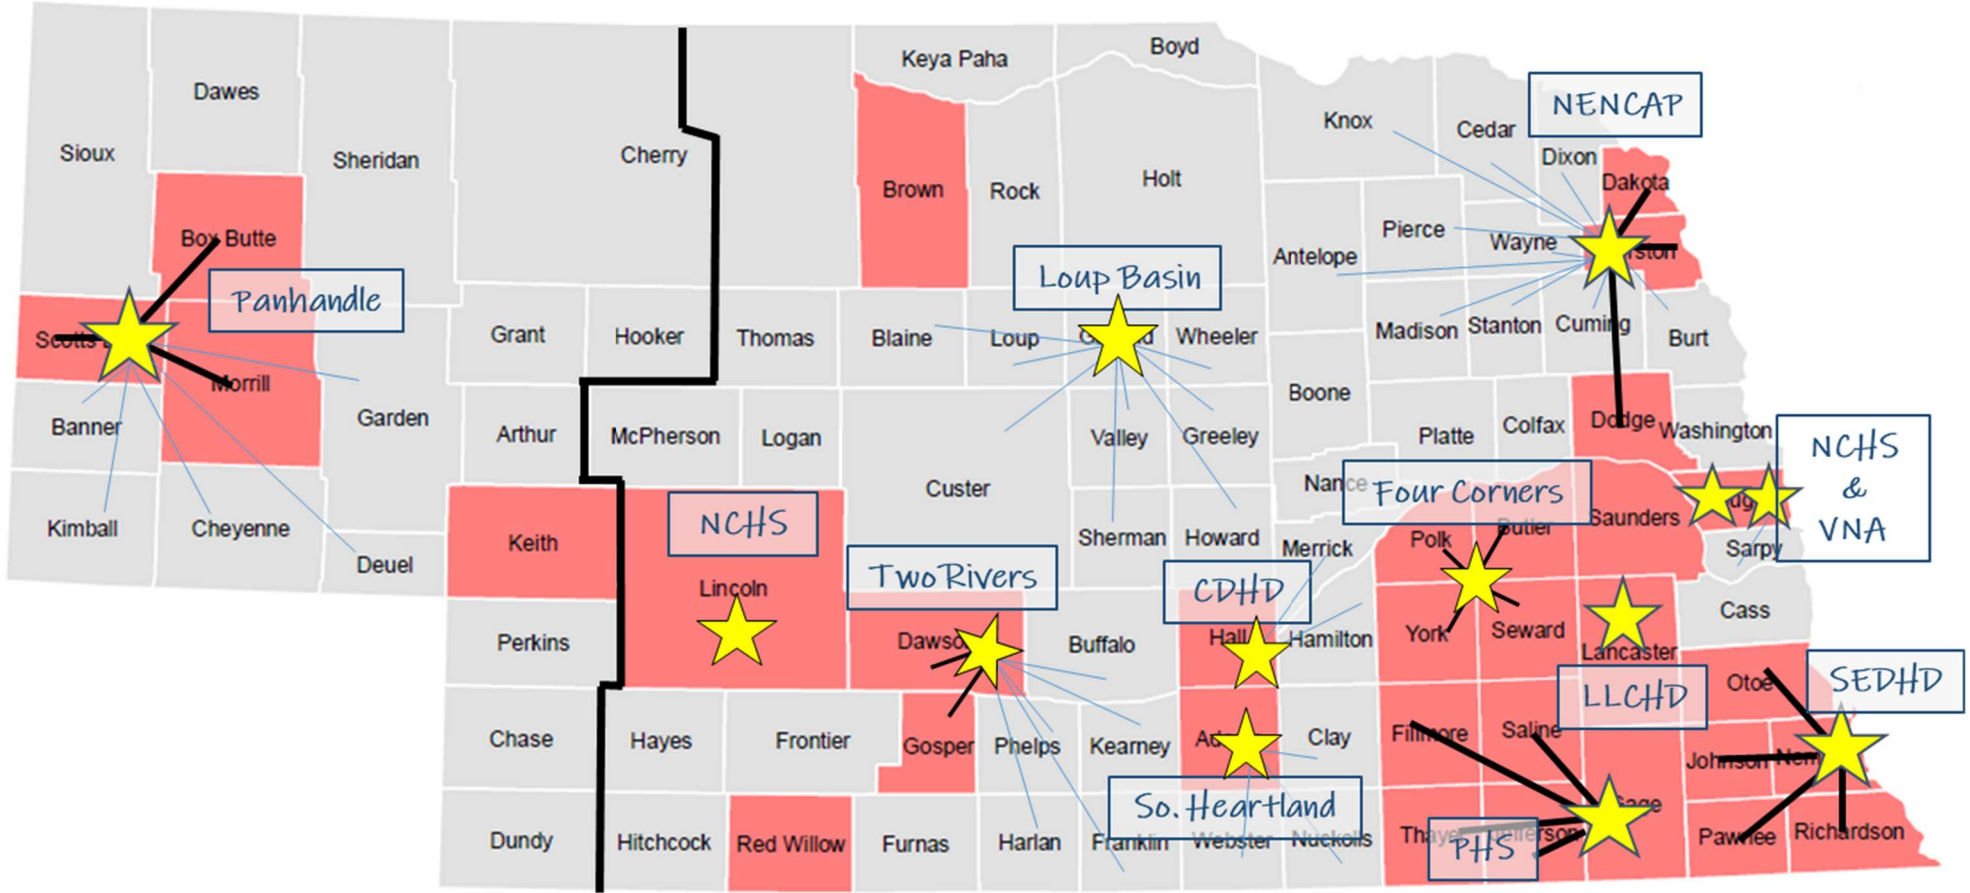 Keya Paha
Boyd
Dawes
Knox
Cedar
NENCAP
Sioux
Sheridan
Cherry
Brown
Rock
Holt
Dixon
Dakota
Box Butte
Pierce
Wayne
Antelope
Panhandle
Loup Basin
Grant
Hooker
Thomas
Blaine
Loup
Wheeler
Madison
Stanton
Cuming
Burt
Morrill
Banner
Garden
Arthur
McPherson
Logan
Valley
Greeley
Boone
Platte
Colfax
Dodge
Washington
NCHS
&
VNA
Custer
Nance
Four Corners
Kimball
Cheyenne
Deuel
Keith
NCHS
Lincoln
Two Rivers
Sherman
Howard
Merrick
CDHD
Polk
Butler
Saunders
Sarpy
Perkins
Buffalo
Hall
Hamilton
York
Seward
Lancaster
Cass
LLCHD
Otoe
SEDHD
Chase
Hayes
Frontier
Gosper
Phelps
Kearney
Clay
Fillmore
Saline
Johnson
So. Heartland
Dundy
Hitchcock
Red Willow
Furnas
Harlan
Franklin
Webster
Nuckolls
PHS
Pawnee
Richardson